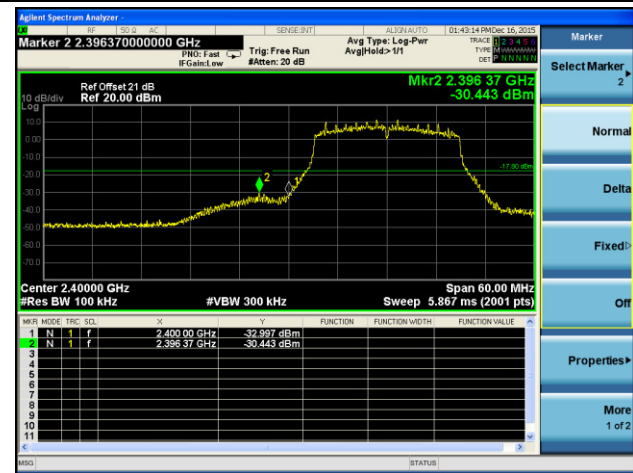 Agilent Spectrum Analyzer -
RF 50 Ω AC SENSE:INT ALIGN AUTO 01:43:14 PM Dec 16, 2015
Marker 2 2.396370000000 GHz
PNO: Fast
IFGain:Low
Trig: Free Run
#Atten: 20 dB
Avg Type: Log-Pwr
Avg|Hold:> 1/1
TRACE 1 2 3 4 5 6
TYPE
DET P N N N N N
Mkr2 2.396 37 GHz
-30.443 dBm
Ref Offset 21 dB
10 dB/div Ref 20.00 dBm
Log
10.0
0.00
-10.0
-17.80 dBm
-20.0
2
1
-30.0
-40.0
-50.0
-60.0
-70.0
Center 2.40000 GHz Span 60.00 MHz
#Res BW 100 kHz #VBW 300 kHz Sweep 5.867 ms (2001 pts)
MKR MODE TRC SCL X Y FUNCTION FUNCTION WIDTH FUNCTION VALUE
1 N 1 f 2.400 00 GHz -32.997 dBm
2 N 1 f 2.396 37 GHz -30.443 dBm
3
4
5
6
7
8
9
10
11
MSG STATUS
Marker
Select Marker
2
Normal
Delta
Fixed
Off
Properties
More
1 of 2